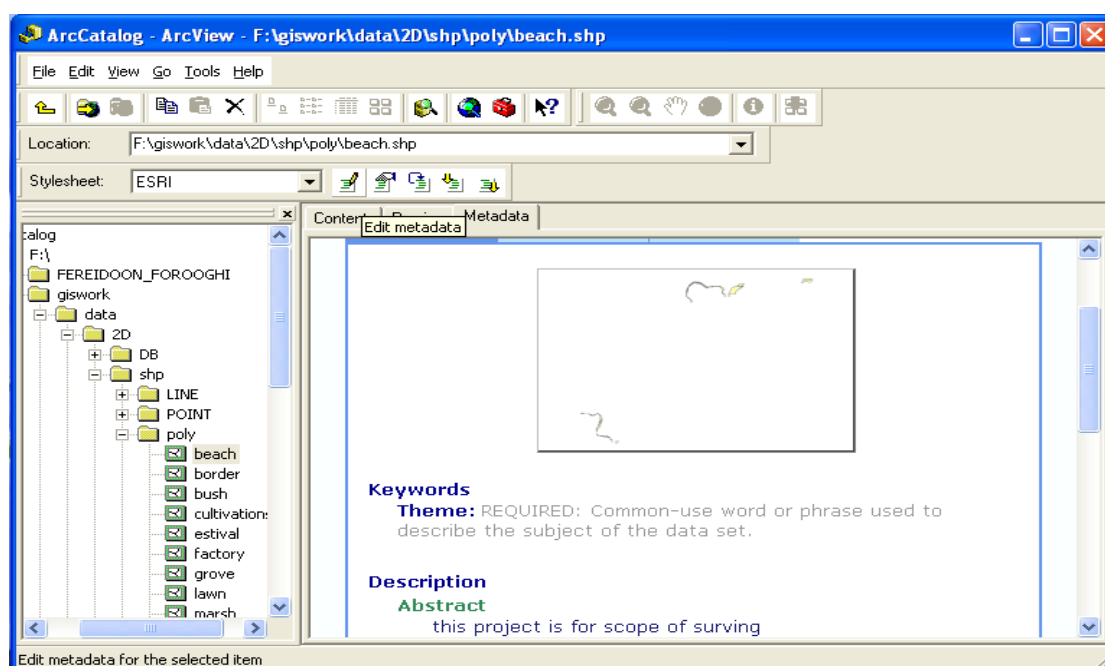 ArcCatalog - ArcView - F:\giswork\data\2D\shp\poly\beach.shp
File Edit View Go Tools Help
Location: F:\giswork\data\2D\shp\poly\beach.shp
Stylesheet: ESRI
Metadata
Edit metadata
talog
F:\
FEREIDOON_FOROOGHI
giswork
data
2D
DB
shp
LINE
POINT
poly
beach
border
bush
cultivation
estival
factory
grove
lawn
marsh
Keywords
Theme: REQUIRED: Common-use word or phrase used to
describe the subject of the data set.
Description
Abstract
this project is for scope of surving
Edit metadata for the selected item